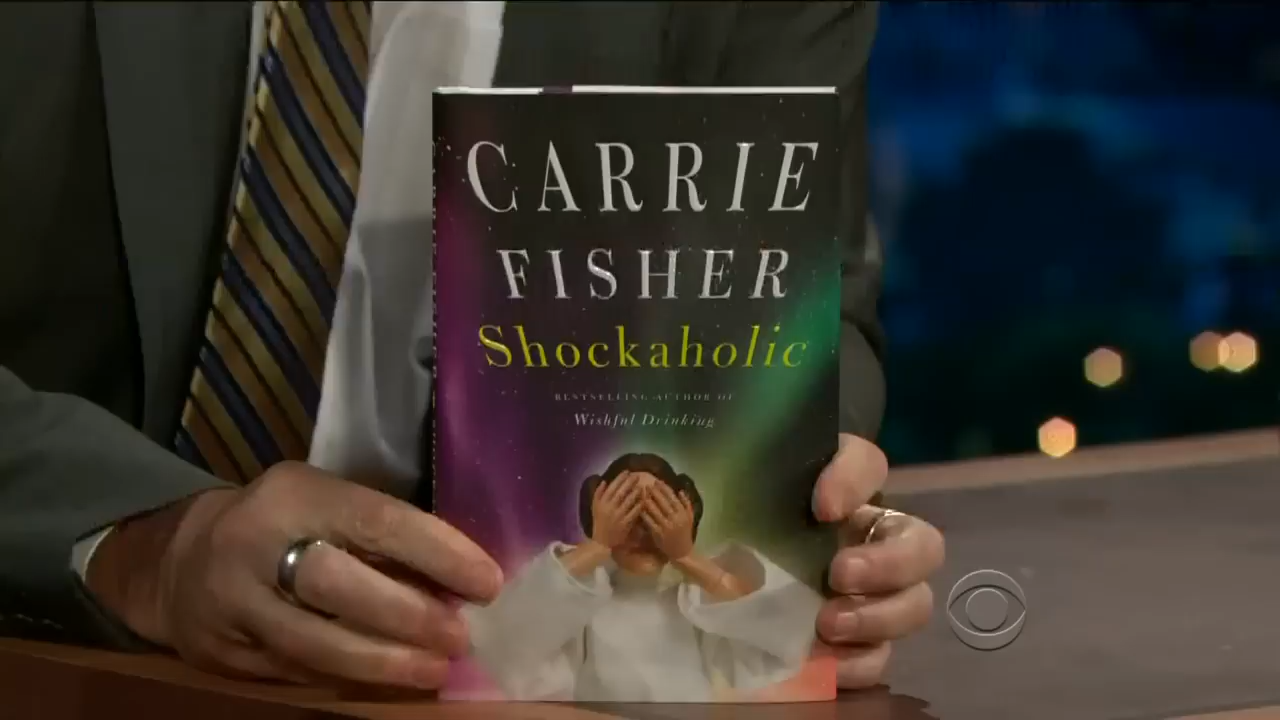 CARRIE
FISHER
Shockaholic
BESTSELLING AUTHOR OF
Wishful Drinking